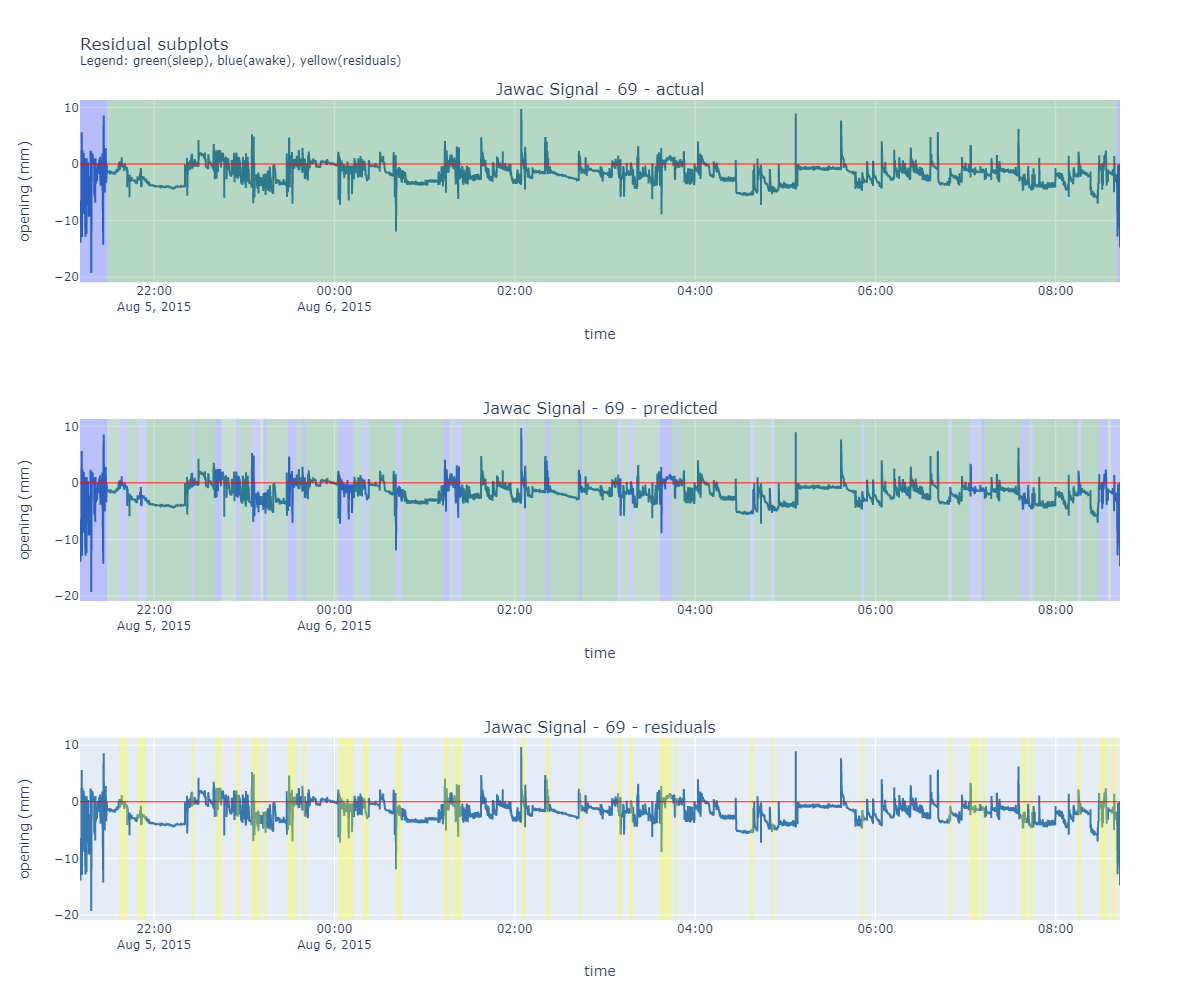 Residual subplots
Legend: green(sleep), blue(awake), yellow(residuals)
Jawac Signal - 69 - actual
10
0
−10
−20
opening (mm)
22:00 00:00 02:00 04:00 06:00 08:00
Aug 5, 2015 Aug 6, 2015
time
Jawac Signal - 69 - predicted
10
0
−10
−20
opening (mm)
22:00 00:00 02:00 04:00 06:00 08:00
Aug 5, 2015 Aug 6, 2015
time
Jawac Signal - 69 - residuals
10
0
−10
−20
opening (mm)
22:00 00:00 02:00 04:00 06:00 08:00
Aug 5, 2015 Aug 6, 2015
time